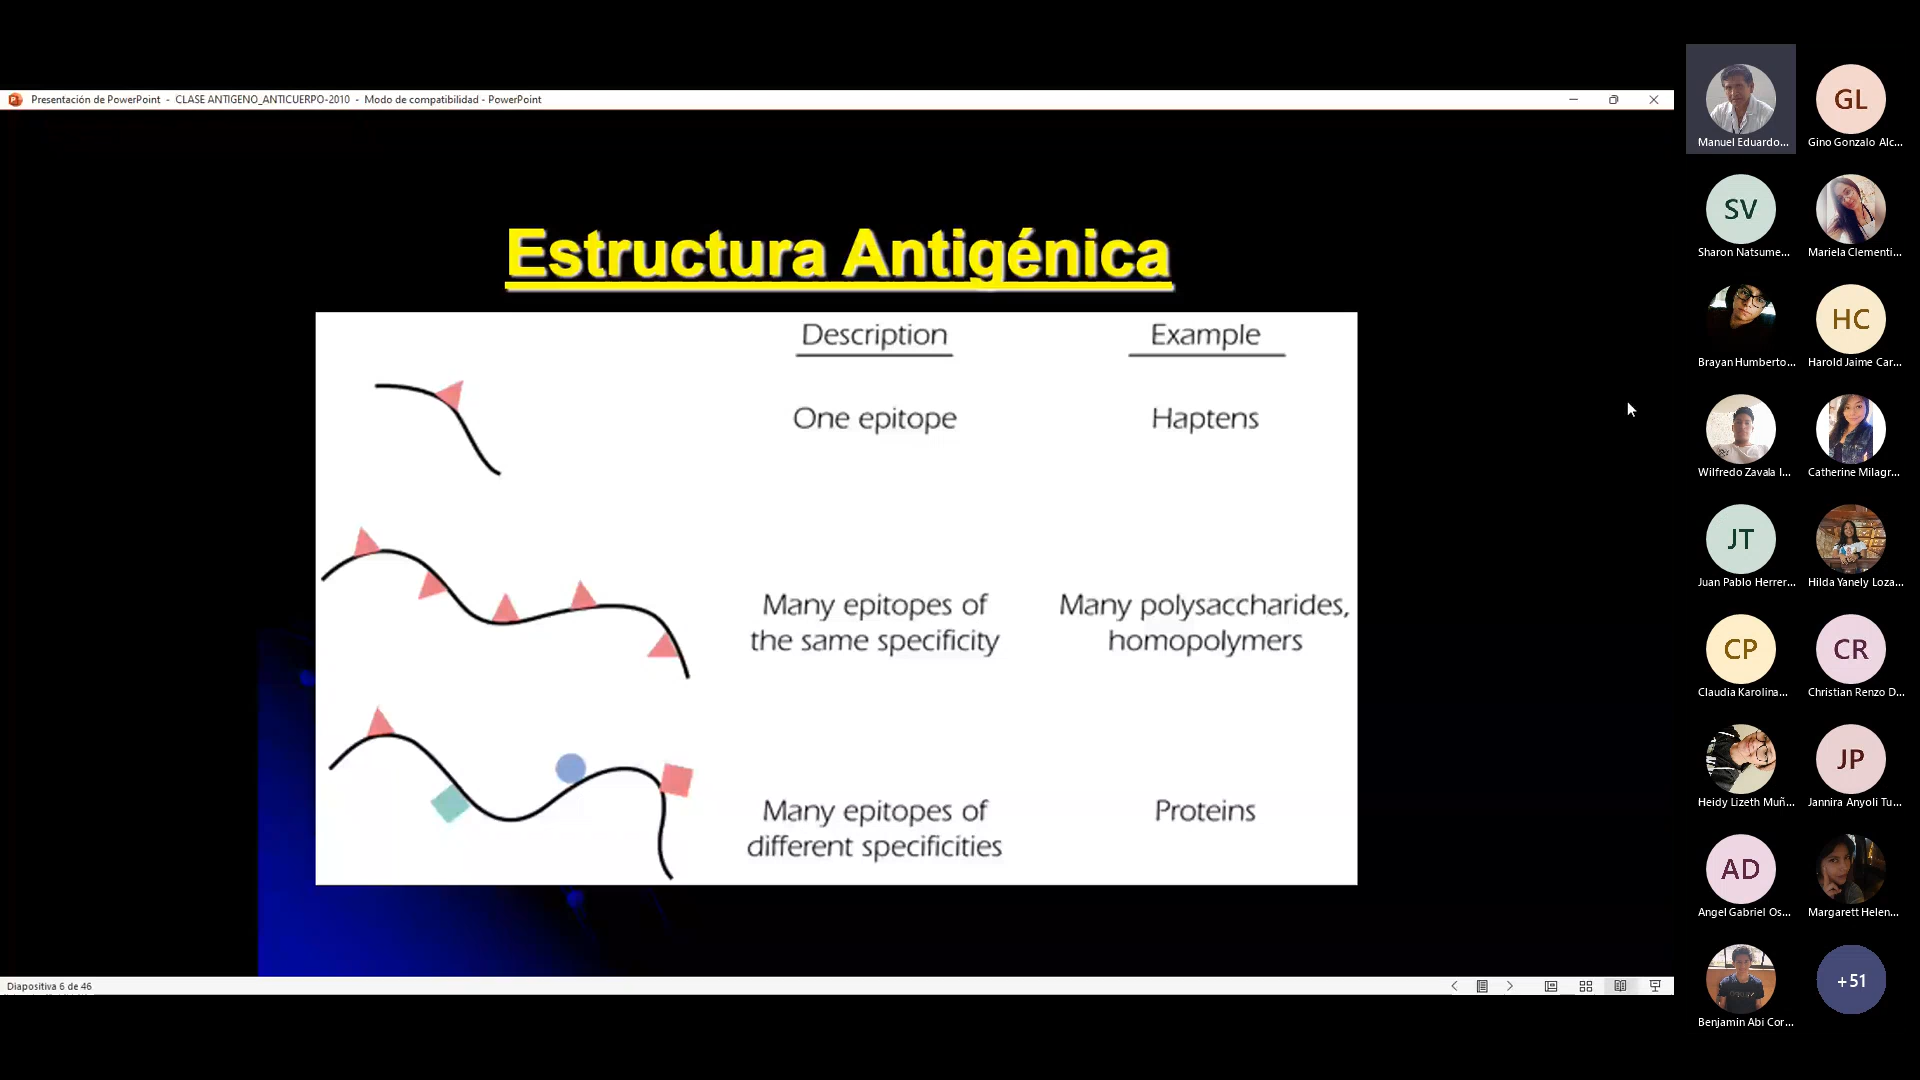 Presentación de PowerPoint - CLASE ANTIGENO_ANTICUERPO-2010 - Modo de compatibilidad - PowerPoint
Estructura Antigénica
Description Example
One epitope Haptens
Many epitopes of Many polysaccharides,
the same specificity homopolymers
Many epitopes of Proteins
different specificities
Diapositiva 6 de 46
Manuel Eduardo...
GL
Gino Gonzalo Alc...
SV
Sharon Natsume...
Mariela Clementi...
Brayan Humberto...
HC
Harold Jaime Car...
Wilfredo Zavala I...
Catherine Milagr...
JT
Juan Pablo Herrer...
Hilda Yanely Loza...
CP
Claudia Karolina...
CR
Christian Renzo D...
Heidy Lizeth Muñ...
JP
Jannira Anyoli Tu...
AD
Angel Gabriel Os...
Margarett Helen...
Benjamin Abi Cor...
+51